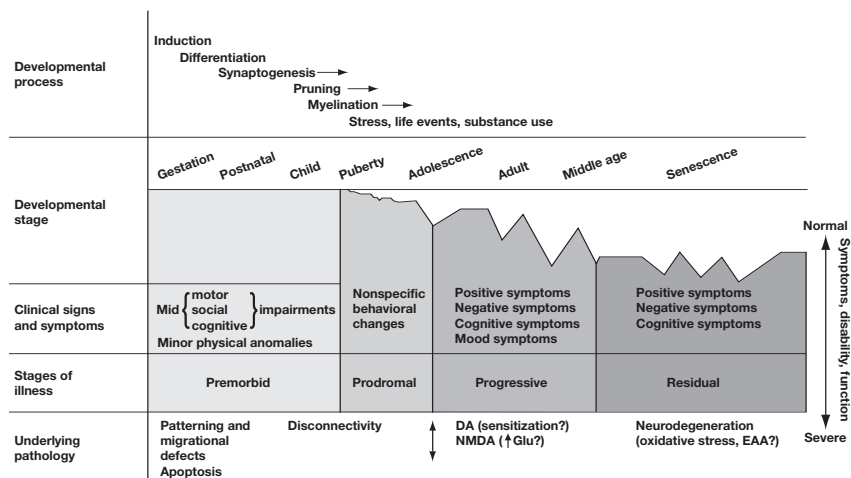 Developmental
process
Induction
Differentiation
Synaptogenesis
Pruning
Myelination
Stress, life events, substance use
Developmental
stage
Gestation
Postnatal
Child
Puberty
Adolescence
Adult
Middle age
Senescence
Clinical signs
and symptoms
Mid { motor
social
cognitive } impairments
Minor physical anomalies
Nonspecific
behavioral
changes
Positive symptoms
Negative symptoms
Cognitive symptoms
Mood symptoms
Positive symptoms
Negative symptoms
Cognitive symptoms
Normal
Symptoms, disability, function
Severe
Stages of
illness
Premorbid
Prodromal
Progressive
Residual
Underlying
pathology
Patterning and
migrational
defects
Apoptosis
Disconnectivity
DA (sensitization?)
NMDA (↑Glu?)
Neurodegeneration
(oxidative stress, EAA?)